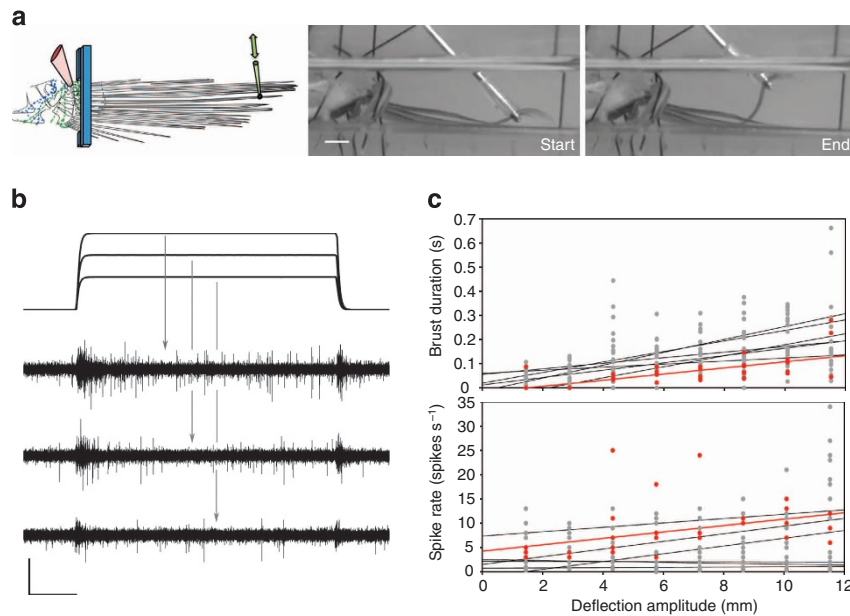 a
Start
End
b
c
Brust duration (s)
0.7
0.6
0.5
0.4
0.3
0.2
0.1
0
Spike rate (spikes s⁻¹)
35
30
25
20
15
10
5
0
0 2 4 6 8 10 12
Deflection amplitude (mm)